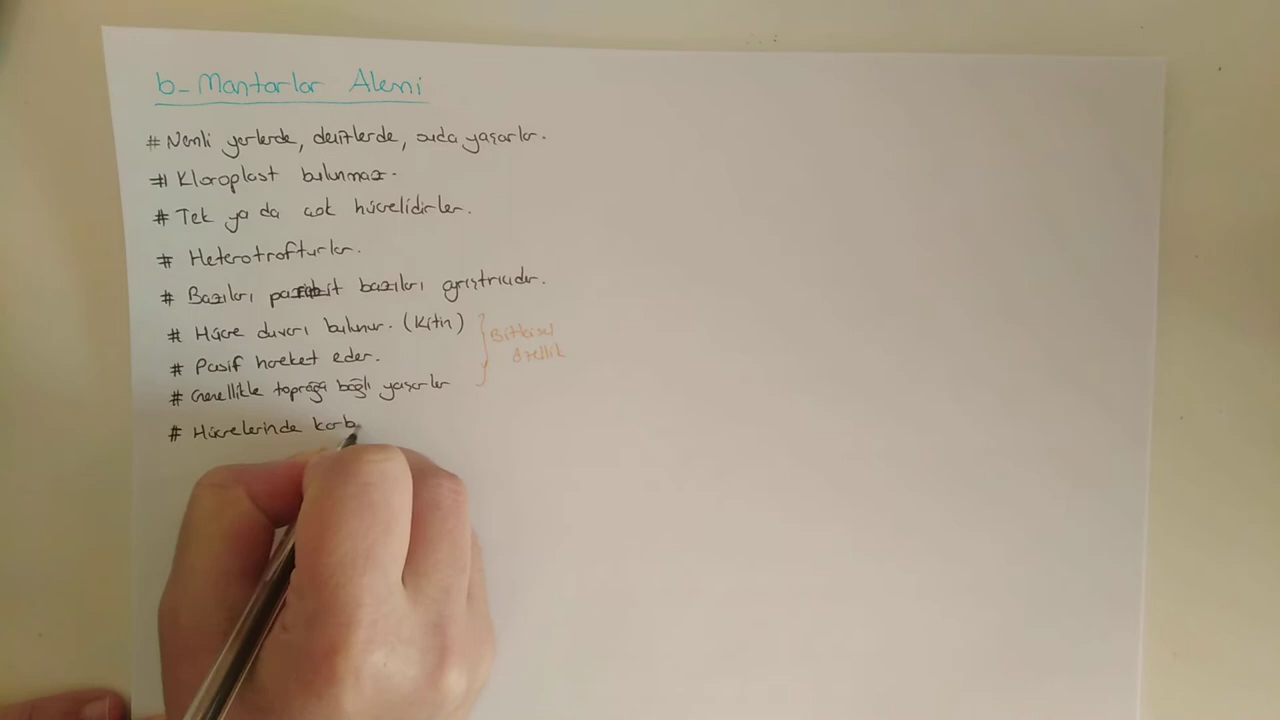 b- Mantarlar Alemi
# Nemli yerlerde, denizlerde, suda yaşarlar.
# Kloroplast bulunmaz.
# Tek ya da çok hücrelidirler.
# Heterotrofturlar.
# Bazıları parazit bazıları ayrıştırıcıdır.
# Hücre duvarı bulunur. (Kitin)
# Pasif hareket eder.
# Genellikle toprağa bağlı yaşarlar
Bitkisel
özellik
# Hücrelerinde karb